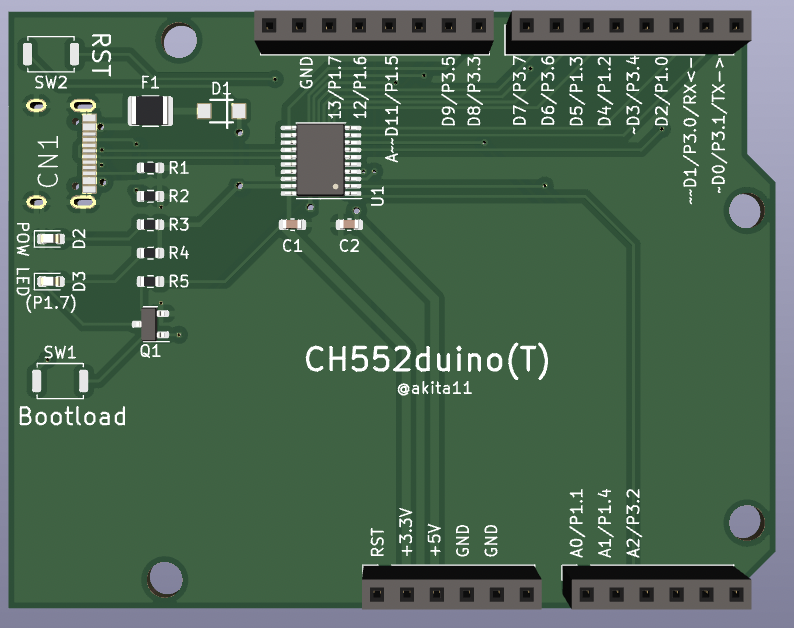 RST
SW2
F1
D1
CN1
R1
R2
R3
R4
R5
POW
D2
LED
D3
(P1.7)
Q1
SW1
Bootload
GND
13/P1.7
12/P1.6
A~~D11/P1.5
D9/P3.5
D8/P3.3
D7/P3.7
D6/P3.6
D5/P1.3
D4/P1.2
~D3/P3.4
D2/P1.0
~~D1/P3.0/RX<-
~D0/P3.1/TX->
U1
C1
C2
CH552duino(T)
@akita11
RST
+3.3V
+5V
GND
GND
A0/P1.1
A1/P1.4
A2/P3.2